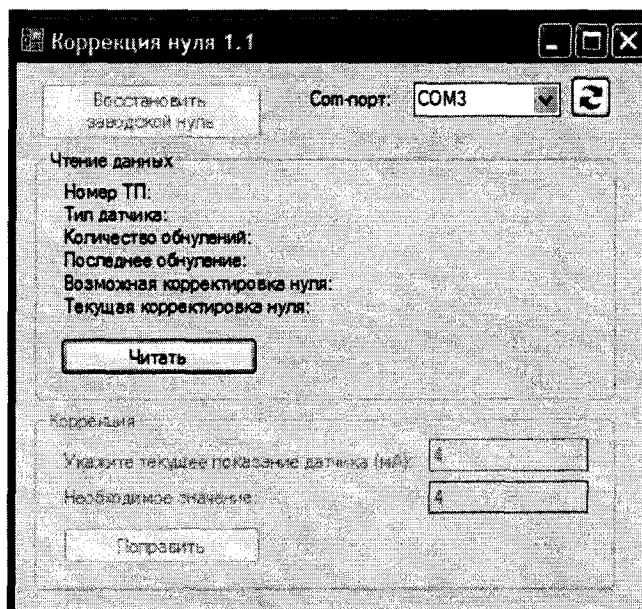 Коррекция нуля 1.1
Восстановить
заводской нуль
Com-порт: COM3
Чтение данных
Номер ТП:
Тип датчика:
Количество обнулений:
Последнее обнуление:
Возможная корректировка нуля:
Текущая корректировка нуля:
Читать
Коррекция
Укажите текущее показание датчика (мА): 4
Необходимое значение: 4
Поправить